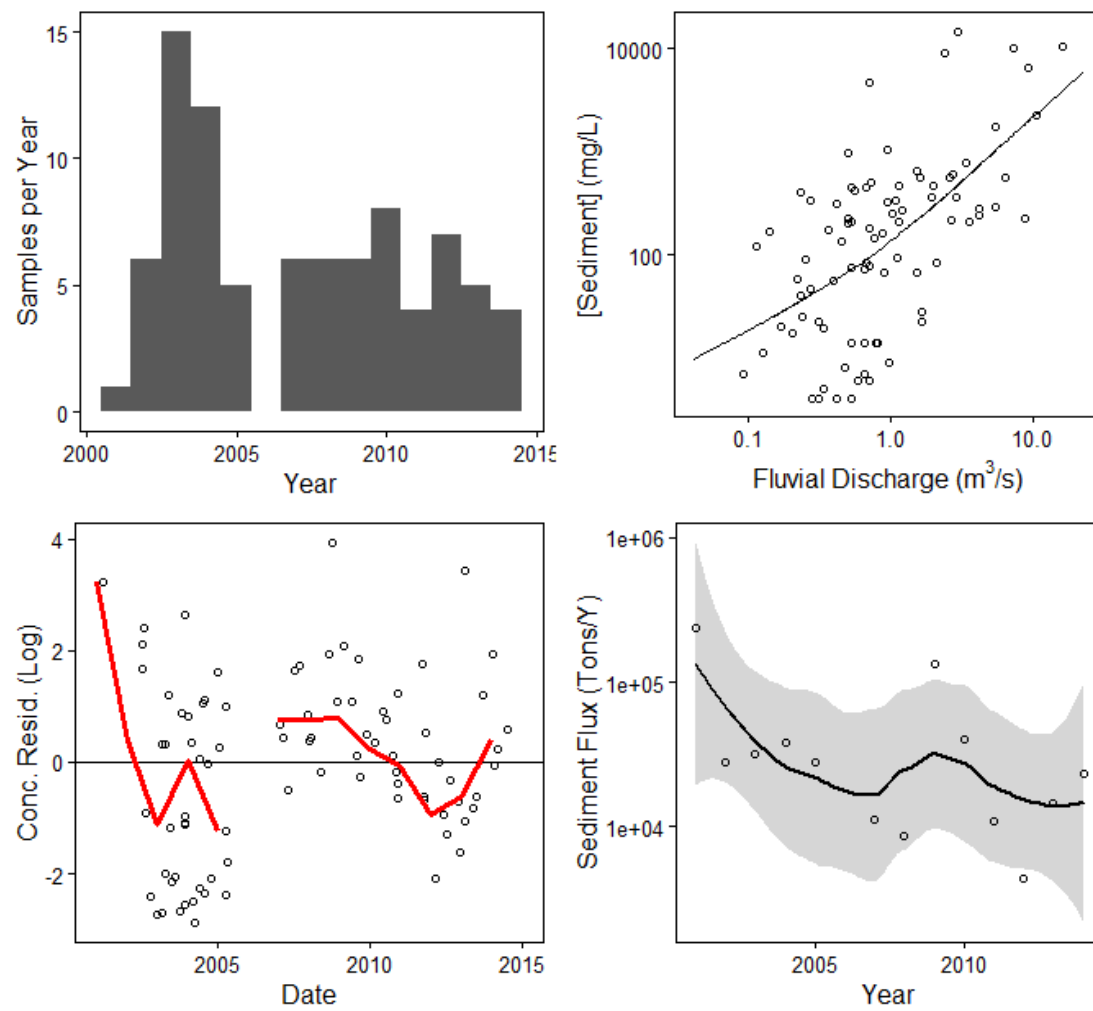 Samples per Year
15
10
5
0
2000
2005
2010
2015
Year
[Sediment] (mg/L)
10000
100
0.1
1.0
10.0
Fluvial Discharge (m³/s)
Conc. Resid. (Log)
4
2
0
-2
2005
2010
2015
Date
Sediment Flux (Tons/Y)
1e+06
1e+05
1e+04
2005
2010
Year